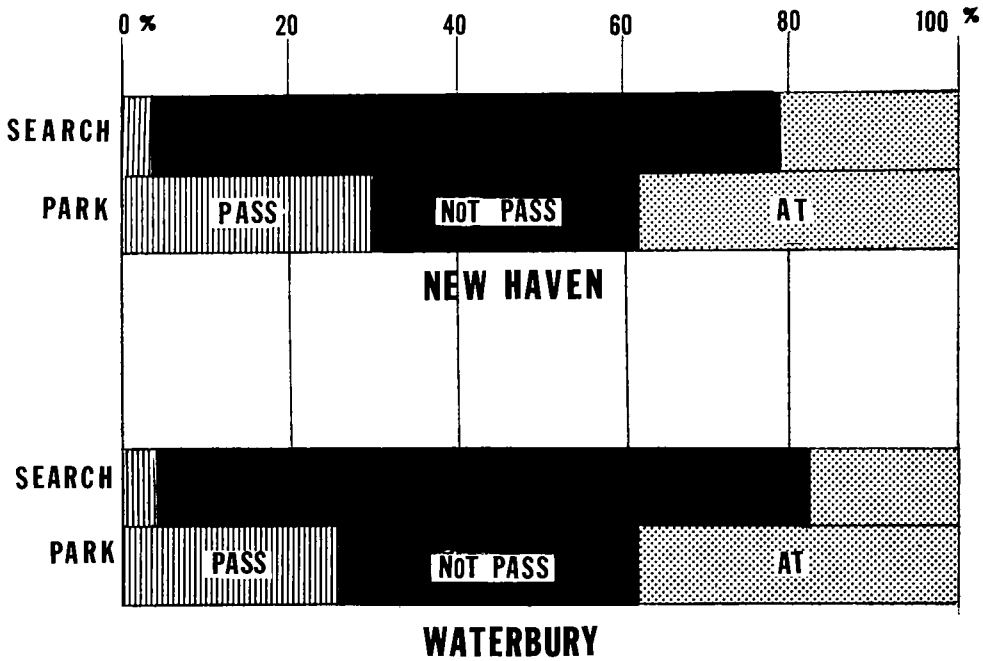 0 % 20 40 60 80 100 %
SEARCH
PARK PASS NOT PASS AT
NEW HAVEN
SEARCH
PARK PASS NOT PASS AT
WATERBURY